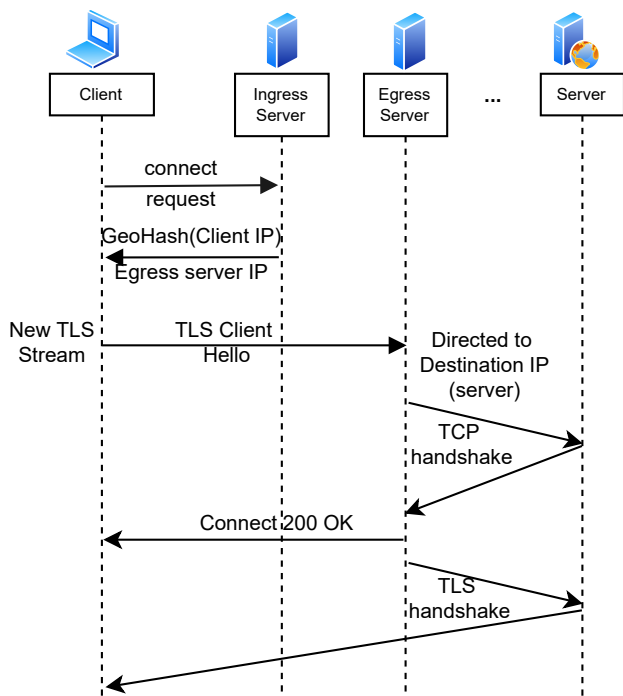 Client
Ingress
Server
Egress
Server
...
Server
connect
request
GeoHash(Client IP)
Egress server IP
New TLS
Stream
TLS Client
Hello
Directed to
Destination IP
(server)
TCP
handshake
Connect 200 OK
TLS
handshake